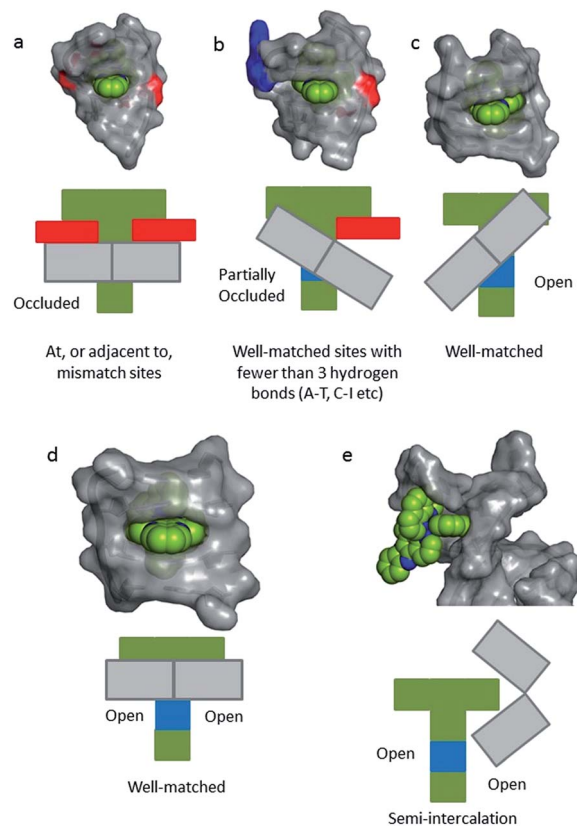 a
b
c
Occluded
Partially
Occluded
Open
At, or adjacent to,
mismatch sites
Well-matched sites with
fewer than 3 hydrogen
bonds (A-T, C-I etc)
Well-matched
d
e
Open
Open
Well-matched
Open
Open
Semi-intercalation